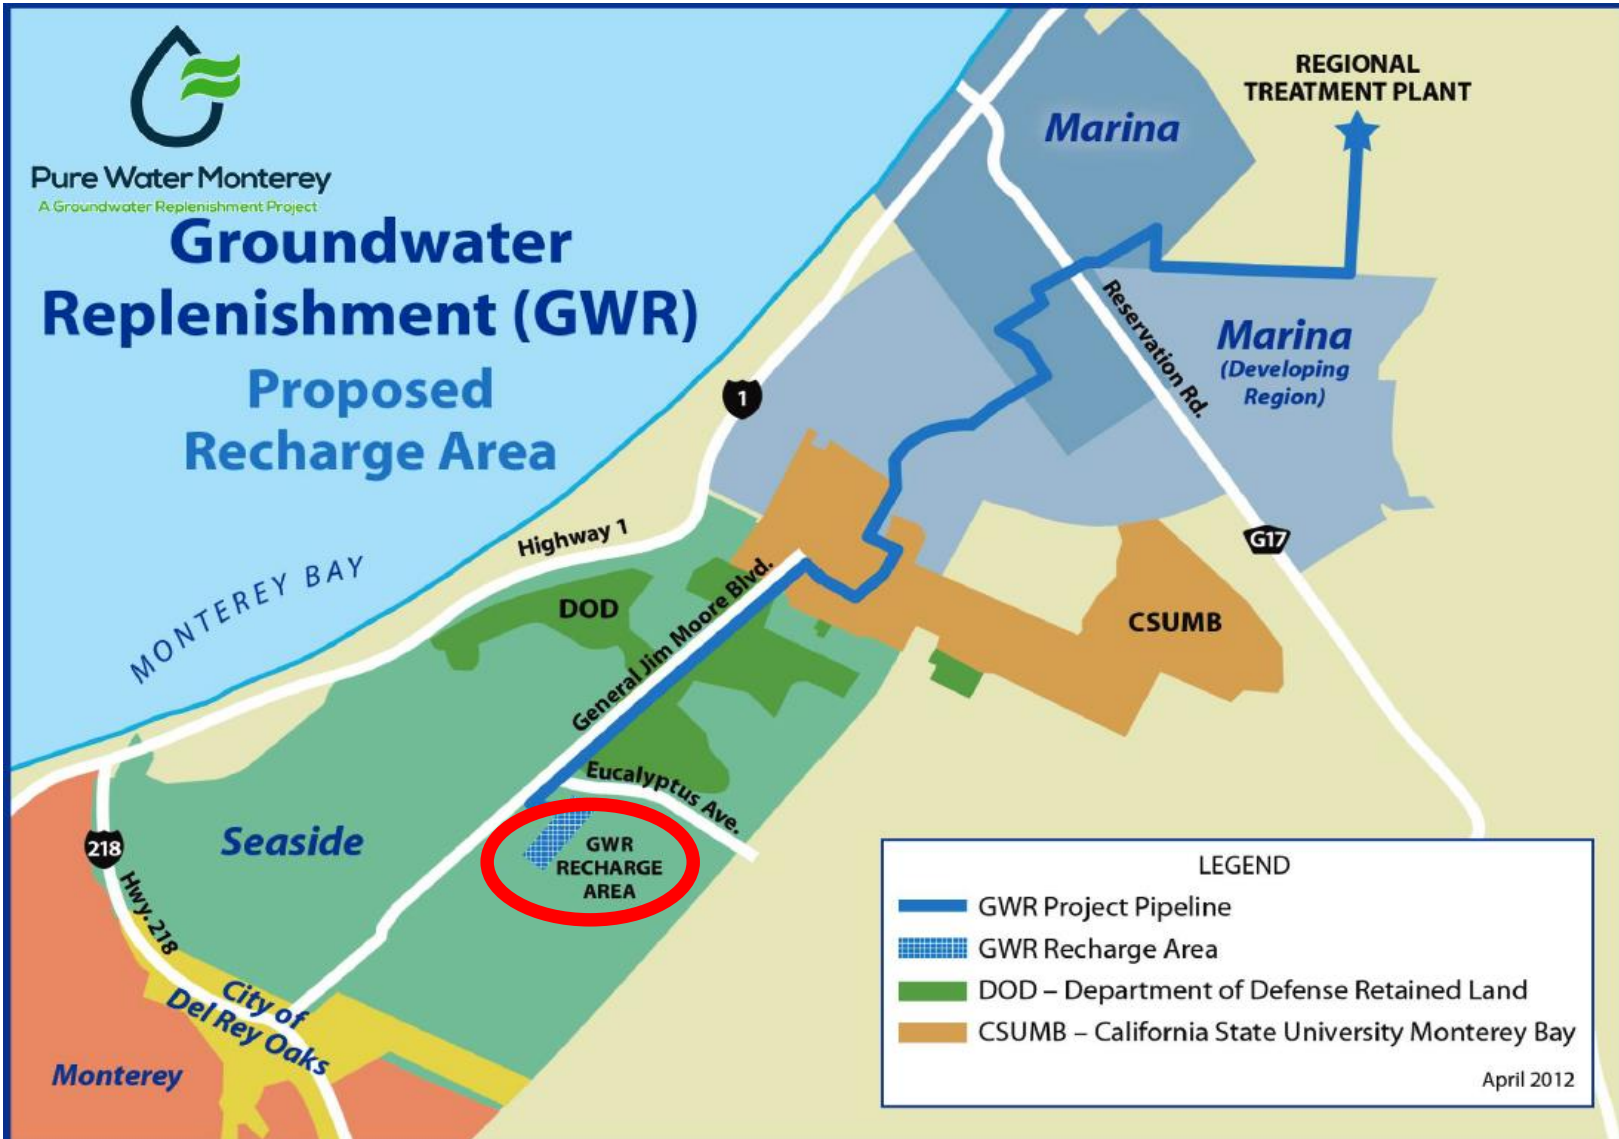 Pure Water Monterey
A Groundwater Replenishment Project
Groundwater
Replenishment (GWR)
Proposed
Recharge Area
REGIONAL
TREATMENT PLANT
Marina
Reservation Rd.
Marina
(Developing
Region)
1
Highway 1
MONTEREY BAY
G17
DOD
General Jim Moore Blvd.
CSUMB
Eucalyptus Ave.
Seaside
218
Hwy. 218
GWR
RECHARGE
AREA
City of
Del Rey Oaks
Monterey
LEGEND
GWR Project Pipeline
GWR Recharge Area
DOD – Department of Defense Retained Land
CSUMB – California State University Monterey Bay
April 2012